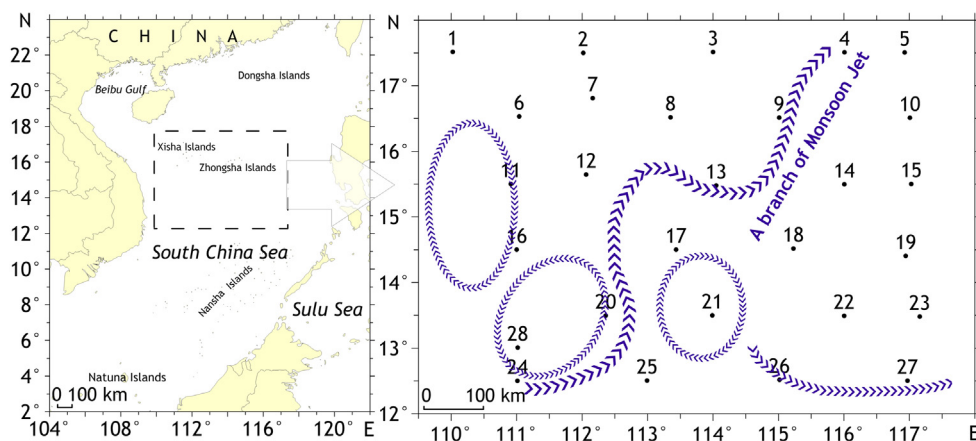 N
C H I N A
22°
20°
18°
16°
14°
12°
10°
8°
6°
4°
2°
Beibu Gulf
Dongsha Islands
Xisha Islands
Zhongsha Islands
South China Sea
Nansha Islands
Sulu Sea
Natuna Islands
0 100 km
104° 108° 112° 116° 120° E
N
17°
16°
15°
14°
13°
12°
1 2 3 4 5
7
6 8 9 10
11 12 13 14 15
16 17 18 19
20 21 22 23
28
24 25 26 27
A branch of Monsoon Jet
0 100 km
110° 111° 112° 113° 114° 115° 116° 117° E